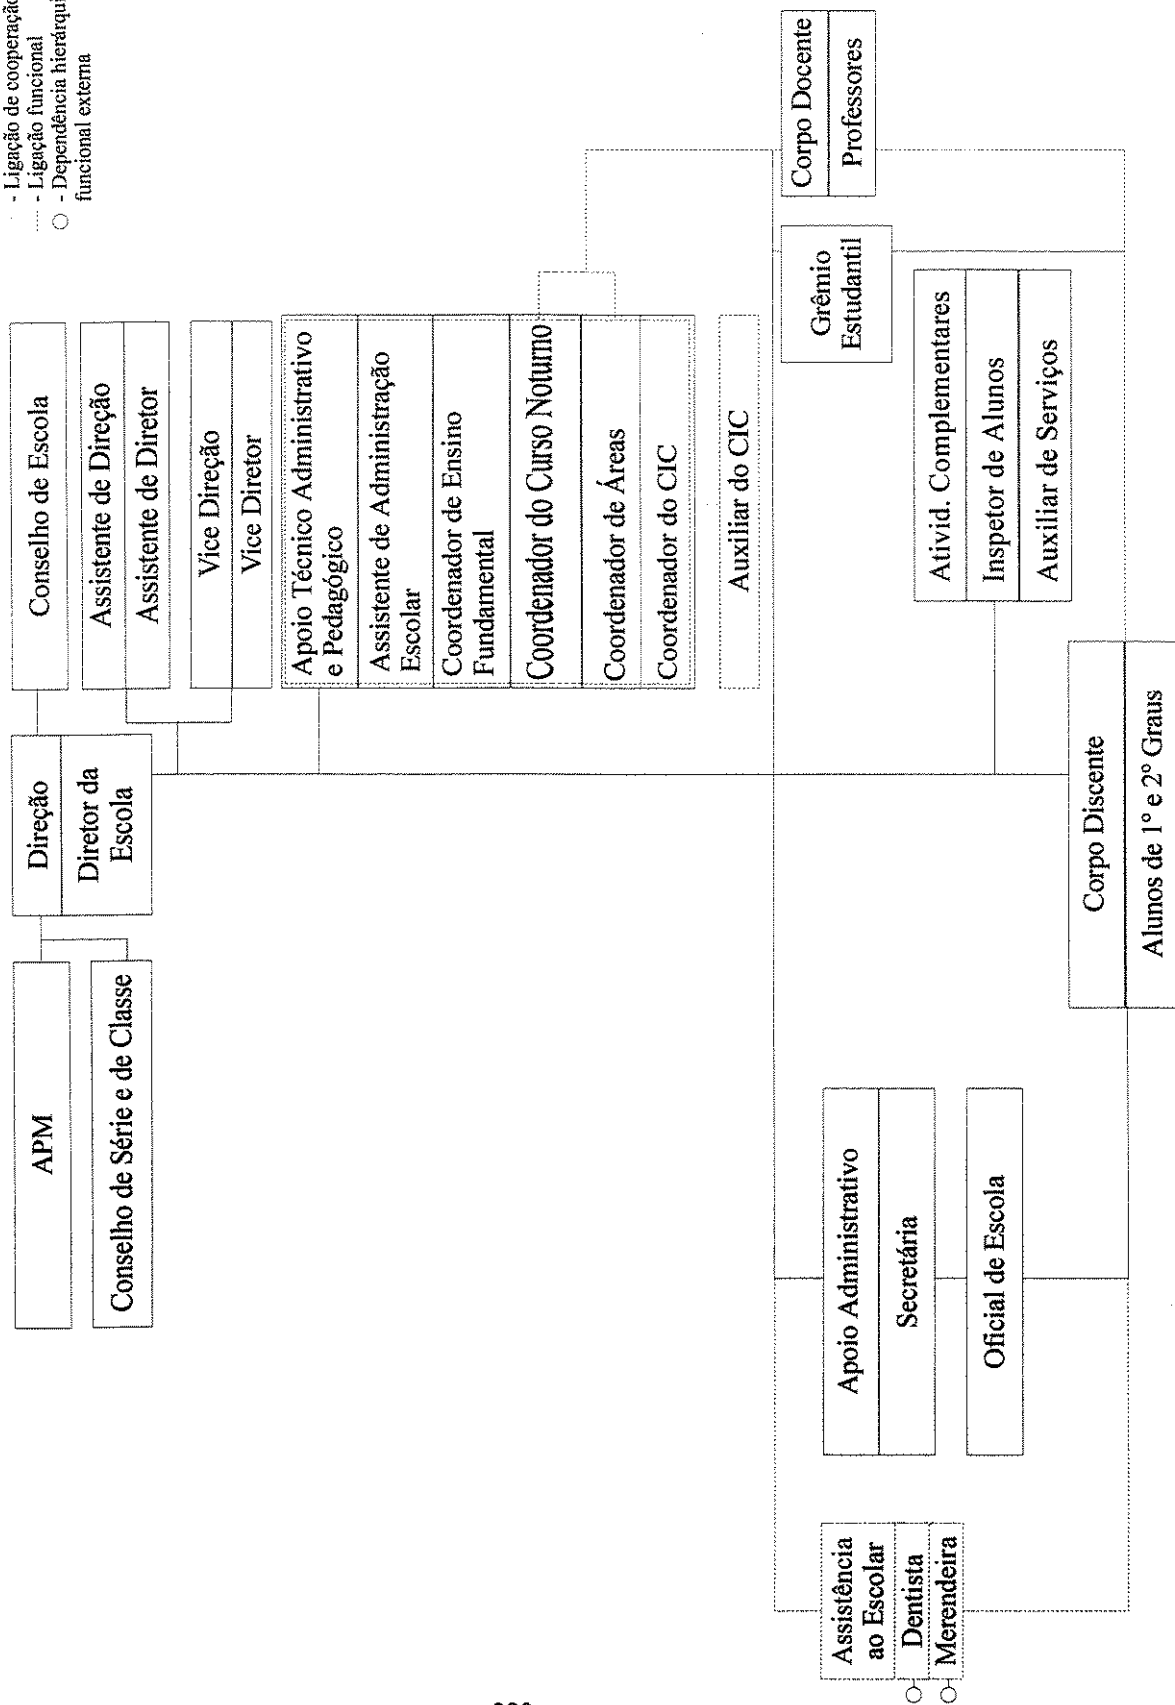 - Ligação de cooperação
- Ligação funcional
- Dependência
funcional externa
APM
Conselho de Série e de Classe
Direção
Diretor da
Escola
Conselho de Escola
Assistente de Direção
Assistente de Diretor
Vice Direção
Vice Diretor
Apoio Técnico Administrativo
e Pedagógico
Assistente de Administração
Escolar
Coordenador de Ensino
Fundamental
Coordenador do Curso Noturno
Coordenador de Áreas
Coordenador do CIC
Auxiliar do CIC
Assistência
ao Escolar
Dentista
Merendeira
Apoio Administrativo
Secretária
Oficial de Escola
Corpo Discente
Alunos de 1º e 2º Graus
Ativid. Complementares
Inspetor de Alunos
Auxiliar de Serviços
Grêmio
Estudantil
Corpo Docente
Professores